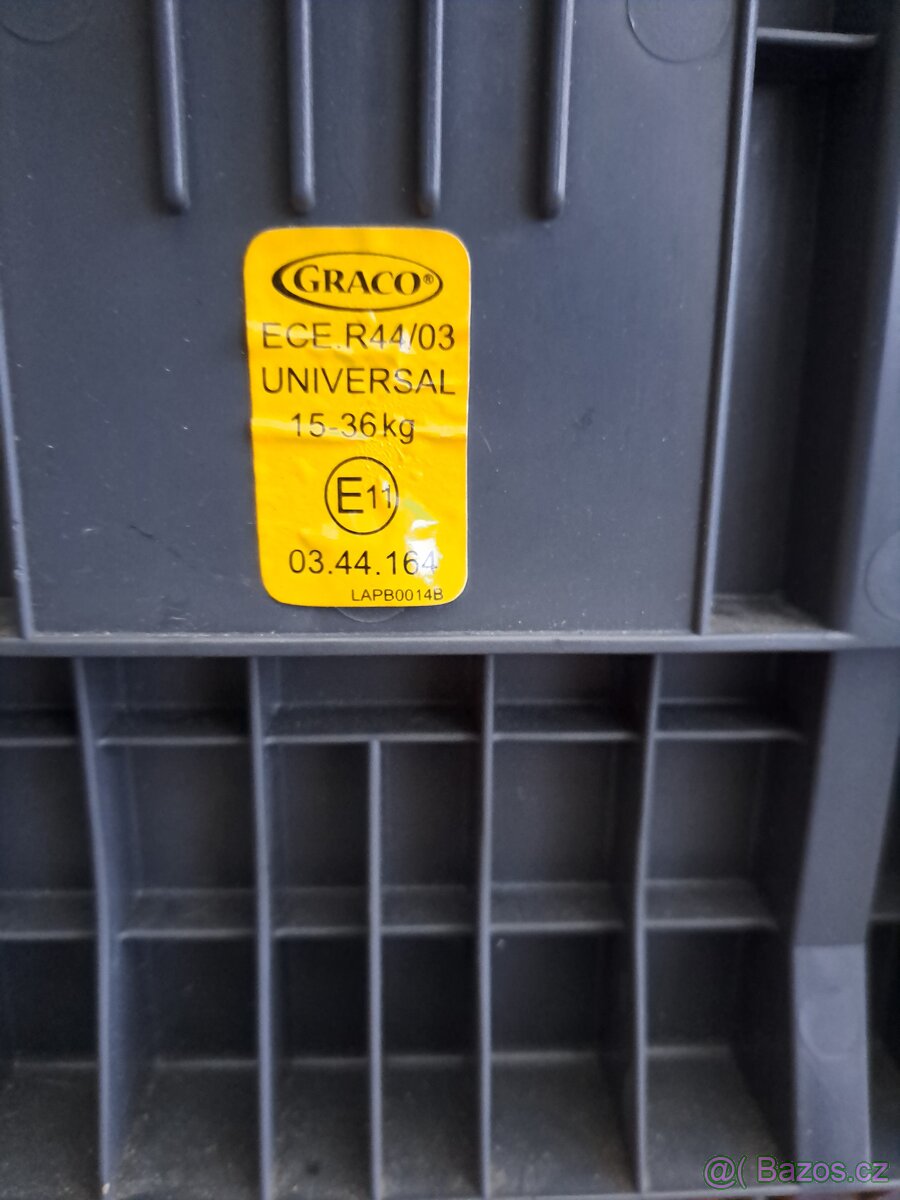 GRACO®
ECE.R44/03
UNIVERSAL
15-36kg
E11
03.44.164
LAPB0014B
@( Bazos.cz